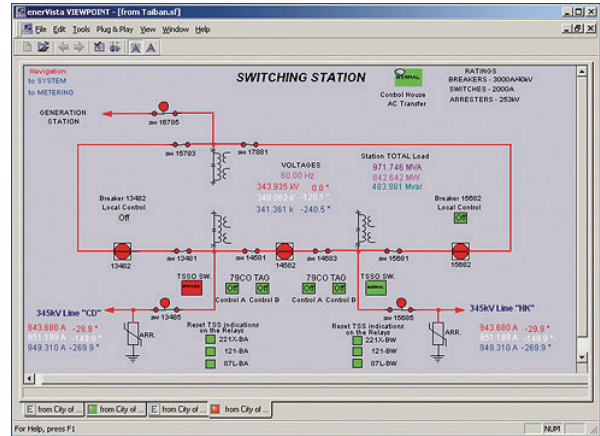 enerVista VIEWPOINT - [from Taiban.sf]
File Edit Tools Plug & Play View Window Help
Navigation
to SYSTEM
to METERING
SWITCHING STATION
NORMAL
Control House
AC Transfer
RATINGS
BREAKERS - 3000A/40kV
SWITCHES - 2000A
ARRESTERS - 253kV
GENERATION
STATION
sw 16785
sw 15783
sw 17881
VOLTAGES
60.00 Hz
343.935 kV 0.0 °
340.062 kV -120.1 °
341.361 k -240.5 °
Station TOTAL Load
971.746 MVA
842.642 MW
483.981 Mvar
Breaker 13482
Local Control
Off
Breaker 15682
Local Control
Off
13482
sw 13481
sw 14581
14582
sw 14583
sw 15681
15682
TSSO SW.
79CO TAG
Off Off
Control A Control B
79CO TAG
Off Off
Control A Control B
TSSO SW.
NORMAL
345kV Line "CD"
sw 13485
sw 15685
345kV Line "HK"
943.680 A -29.9 °
951.199 A -149.9 °
949.310 A -269.9 °
ARR.
Reset TSS indications
on the Relays
221X-BA
121-BA
87L-BA
Reset TSS indications
on the Relays
221X-BW
121-BW
87L-BW
ARR.
943.680 A -29.9 °
951.199 A -149.9 °
949.310 A -269.9 °
from City of ... from City of ... from City of ... from City of ...
For Help, press F1
NUM